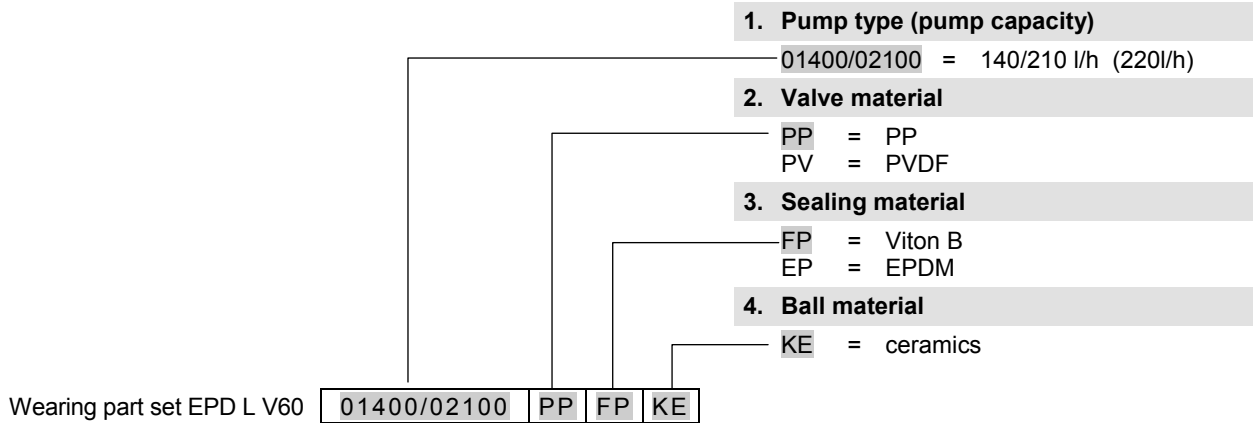 1. Pump type (pump capacity)
01400/02100 = 140/210 l/h (220l/h)
2. Valve material
PP = PP
PV = PVDF
3. Sealing material
FP = Viton B
EP = EPDM
4. Ball material
KE = ceramics
Wearing part set EPD L V60 01400/02100 PP FP KE